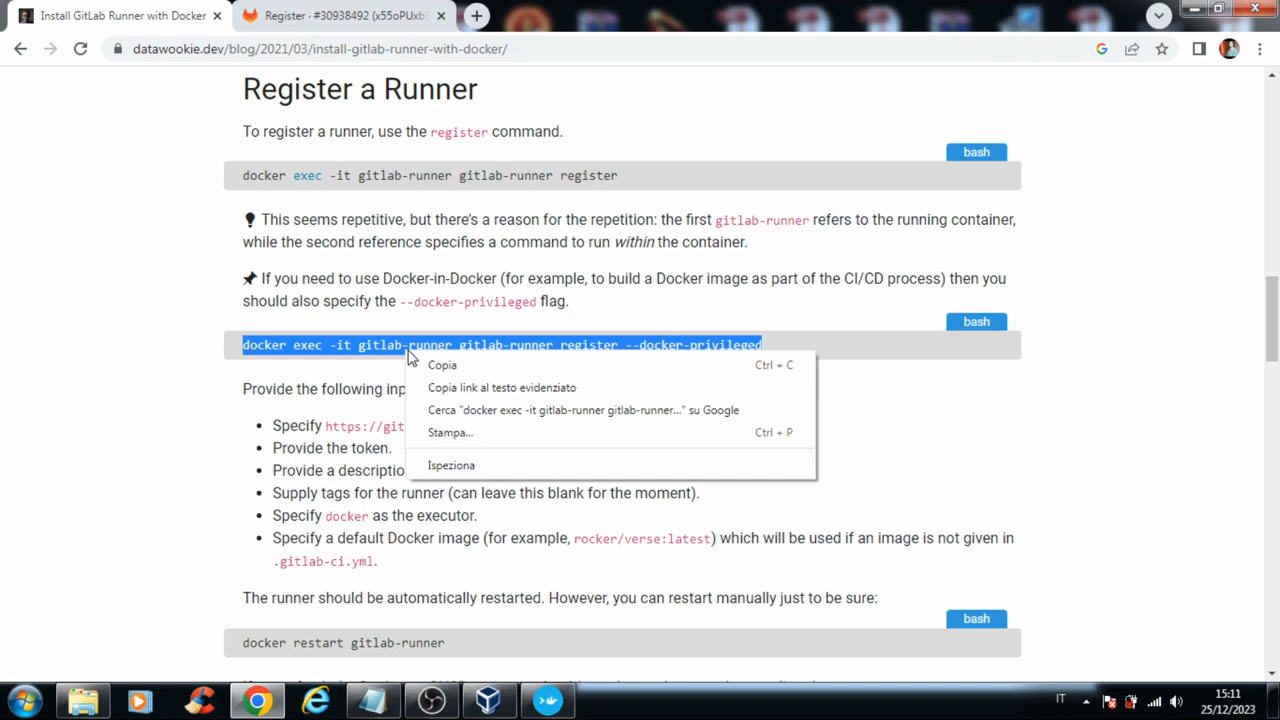 Install GitLab Runner with Docker
Register · #30938492 (x55oPUxb
datawookie.dev/blog/2021/03/install-gitlab-runner-with-docker/
Register a Runner
To register a runner, use the register command.
bash
docker exec -it gitlab-runner gitlab-runner register
This seems repetitive, but there's a reason for the repetition: the first gitlab-runner refers to the running container,
while the second reference specifies a command to run within the container.
If you need to use Docker-in-Docker (for example, to build a Docker image as part of the CI/CD process) then you
should also specify the --docker-privileged flag.
bash
docker exec -it gitlab-runner gitlab-runner register --docker-privileged
Copia Ctrl + C
Copia link al testo evidenziato
Cerca "docker exec -it gitlab-runner gitlab-runner..." su Google
Stampa... Ctrl + P
Ispeziona
Provide the following inp
• Specify https://git
• Provide the token.
• Provide a descriptio
• Supply tags for the runner (can leave this blank for the moment).
• Specify docker as the executor.
• Specify a default Docker image (for example, rocker/verse:latest) which will be used if an image is not given in
.gitlab-ci.yml.
The runner should be automatically restarted. However, you can restart manually just to be sure:
bash
docker restart gitlab-runner
IT
15:11
25/12/2023